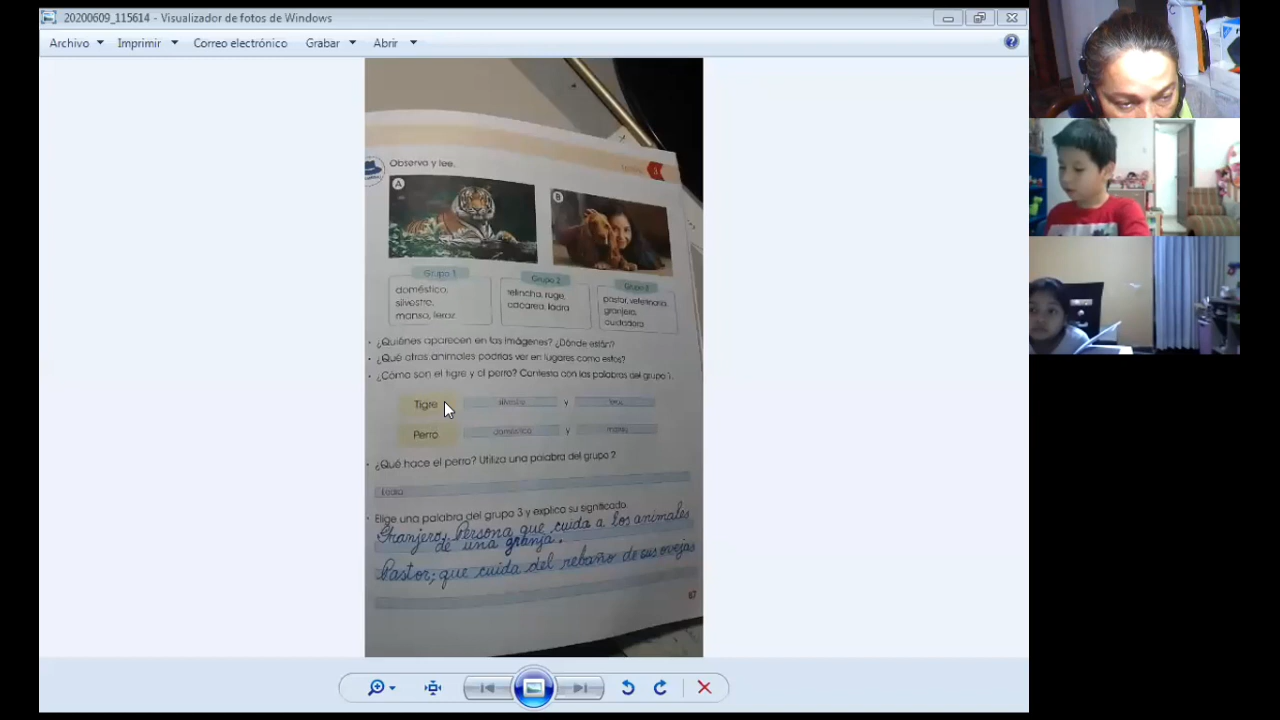 20200609_115614 - Visualizador de fotos de Windows
Archivo Imprimir Correo electrónico Grabar Abrir
Observa y lee.
3
A
B
Grupo 1
doméstico,
silvestre,
manso, feroz
Grupo 2
relincha, ruge,
cacarea, ladra
Grupo 3
pastor, veterinaria,
granjero,
cuidadora
• ¿Quiénes aparecen en las imágenes? ¿Dónde están?
• ¿Qué otros animales podrías ver en lugares como estos?
• ¿Cómo son el tigre y el perro? Contesta con las palabras del grupo 1.
Tigre silvestre y feroz
Perro doméstico y manso
• ¿Qué hace el perro? Utiliza una palabra del grupo 2
Ladra
• Elige una palabra del grupo 3 y explica su significado.
Granjero, Persona que cuida a los animales
de una granja.
Pastor; que cuida del rebaño de sus ovejas
67